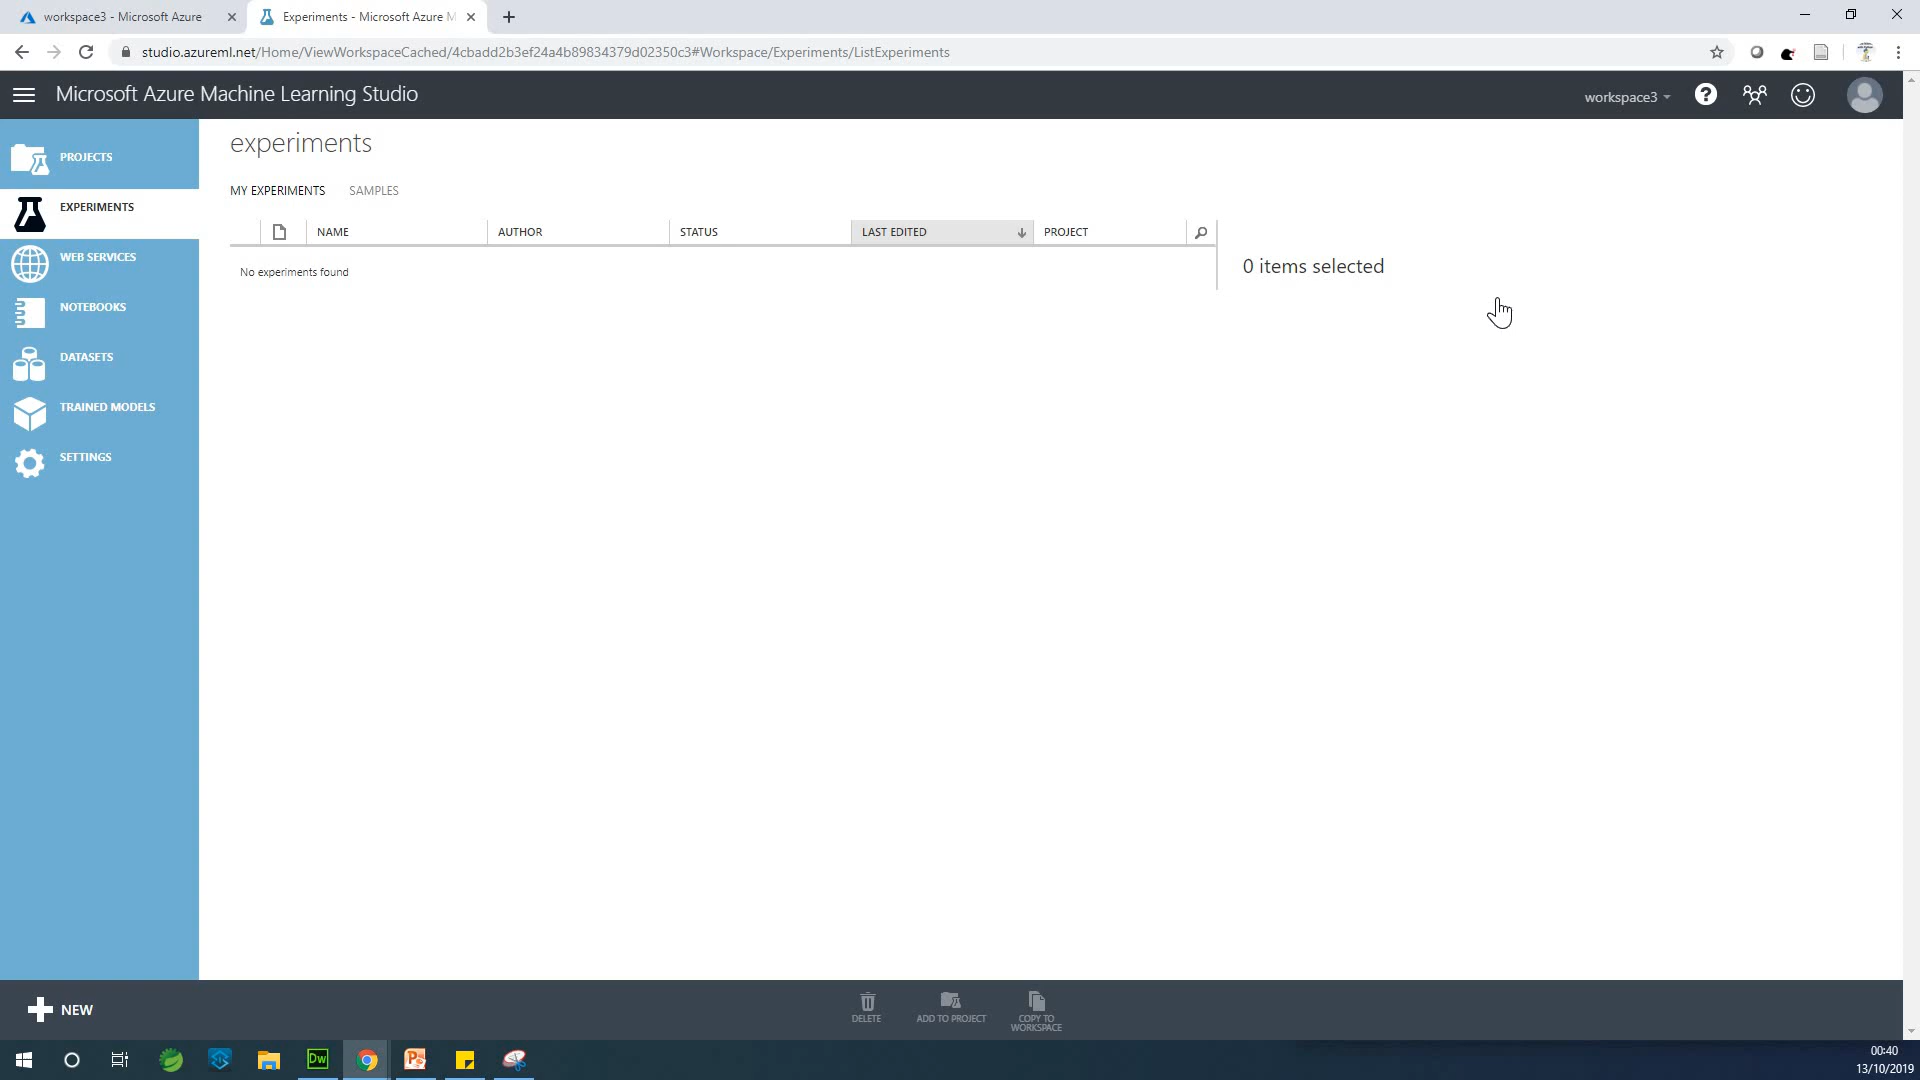 workspace3 - Microsoft Azure
Experiments - Microsoft Azure M
studio.azureml.net/Home/ViewWorkspaceCached/4cbadd2b3ef24a4b89834379d02350c3#Workspace/Experiments/ListExperiments
Microsoft Azure Machine Learning Studio
workspace3
?
PROJECTS
EXPERIMENTS
WEB SERVICES
NOTEBOOKS
DATASETS
TRAINED MODELS
SETTINGS
experiments
MY EXPERIMENTS SAMPLES
NAME AUTHOR STATUS LAST EDITED PROJECT
No experiments found
0 items selected
NEW
DELETE
ADD TO PROJECT
COPY TO
WORKSPACE
Dw
00:40
13/10/2019